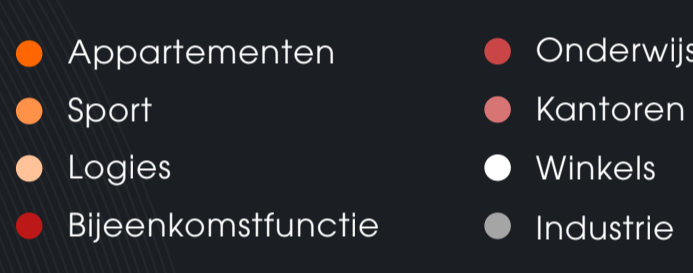 Appartementen
Sport
Logies
Bijeenkomstfunctie
Onderwijs
Kantoren
Winkels
Industrie